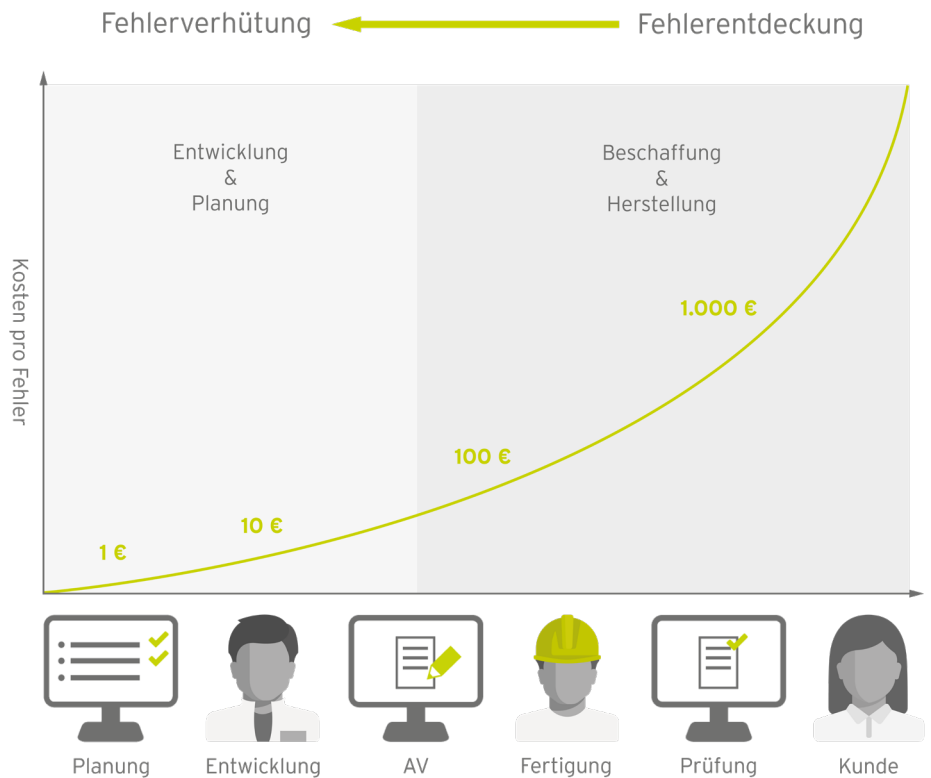 Fehlerverhütung
Fehlerentdeckung
Entwicklung
&
Planung
Beschaffung
&
Herstellung
Kosten pro Fehler
1.000 €
100 €
10 €
1 €
Planung
Entwicklung
AV
Fertigung
Prüfung
Kunde